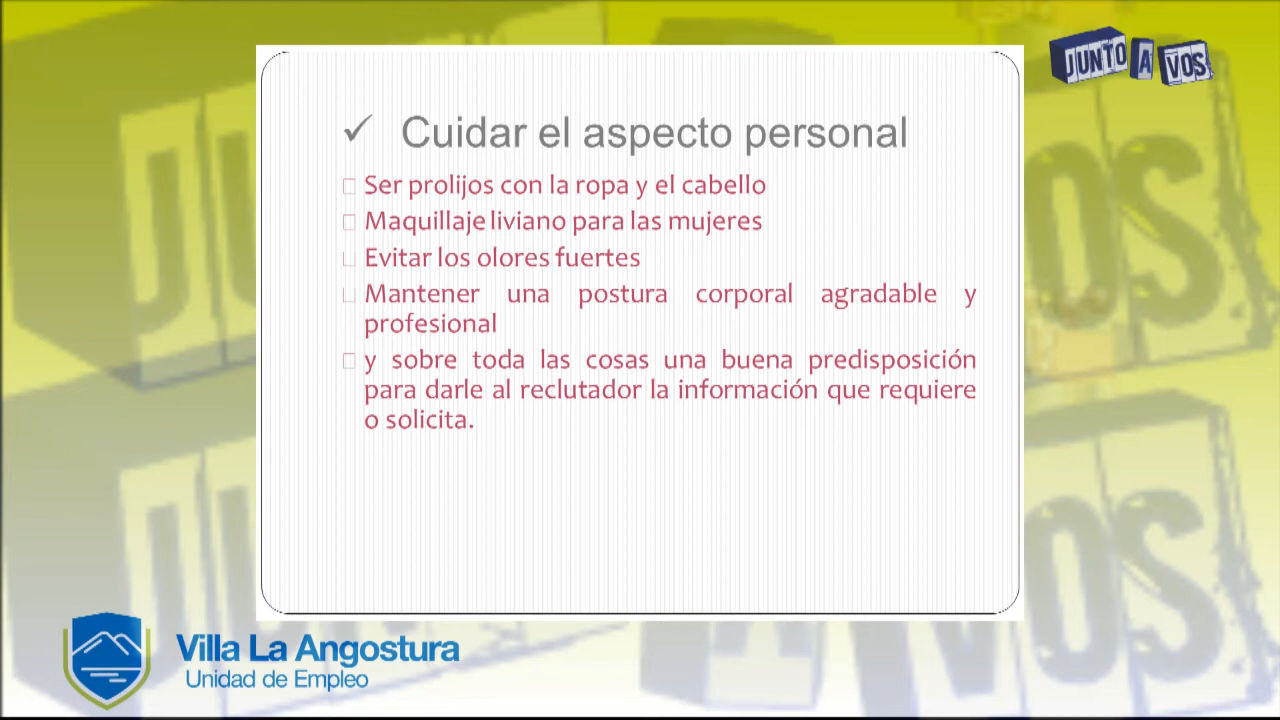 JUNTO A VOS
✓ Cuidar el aspecto personal
Ser prolijos con la ropa y el cabello
Maquillaje liviano para las mujeres
Evitar los olores fuertes
Mantener una postura corporal agradable y
profesional
y sobre toda las cosas una buena predisposición
para darle al reclutador la información que requiere
o solicita.
Villa La Angostura
Unidad de Empleo